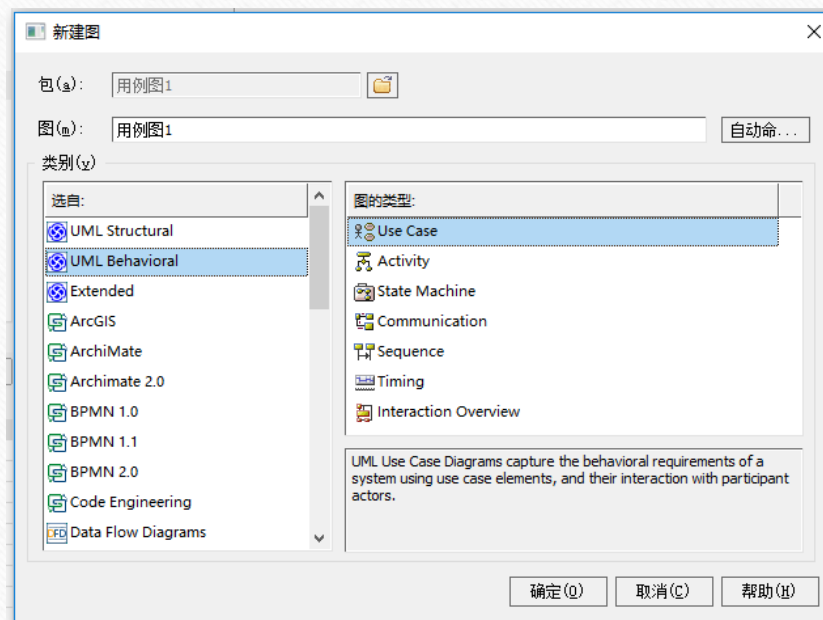 新建图
包(a): 用例图1
图(m): 用例图1 自动命...
类别(y)
选自:
UML Structural
UML Behavioral
Extended
ArcGIS
ArchiMate
Archimate 2.0
BPMN 1.0
BPMN 1.1
BPMN 2.0
Code Engineering
CFD Data Flow Diagrams
图的类型:
Use Case
Activity
State Machine
Communication
Sequence
Timing
Interaction Overview
UML Use Case Diagrams capture the behavioral requirements of a
system using use case elements, and their interaction with participant
actors.
确定(O) 取消(C) 帮助(H)